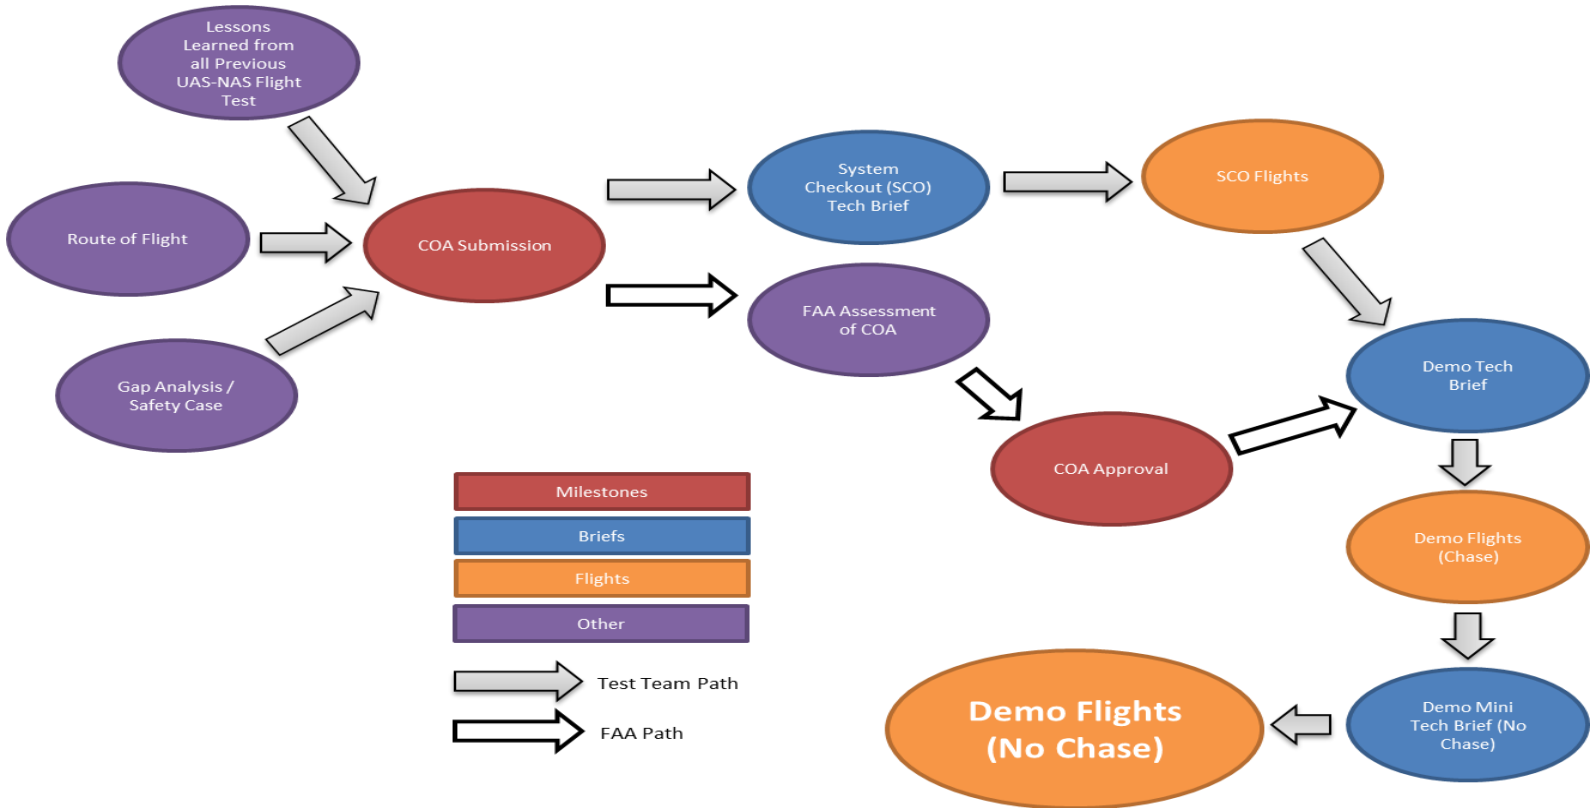 Lessons
Learned from
all Previous
UAS-NAS Flight
Test
Route of Flight
Gap Analysis /
Safety Case
COA Submission
System
Checkout (SCO)
Tech Brief
SCO Flights
FAA Assessment
of COA
COA Approval
Demo Tech
Brief
Demo Flights
(Chase)
Demo Mini
Tech Brief (No
Chase)
Demo Flights
(No Chase)
Milestones
Briefs
Flights
Other
Test Team Path
FAA Path